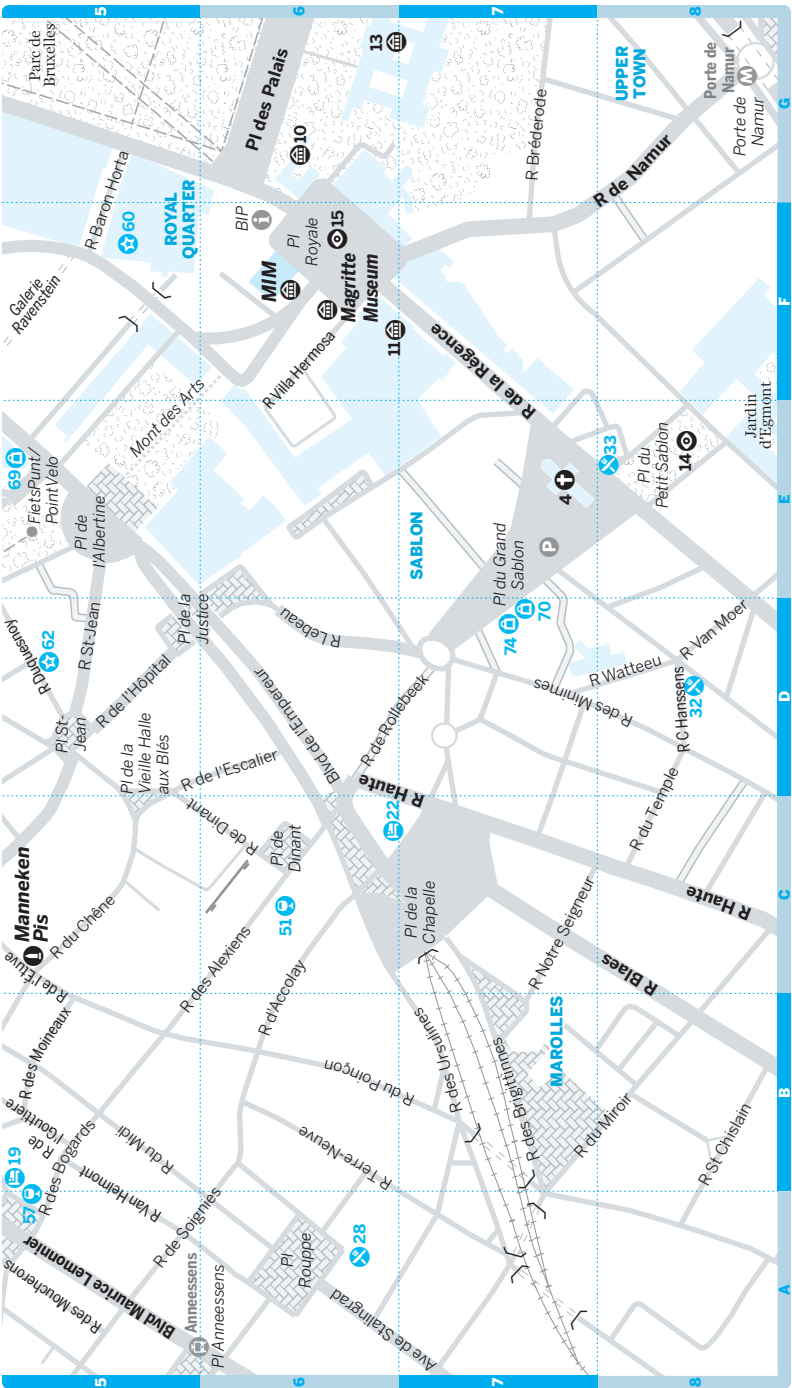 5
6
7
8
Parc de
Bruxelles
Pl des Palais
13
10
UPPER
TOWN
Porte de
Namur
M
Porte de
Namur
G
R Bréderode
R de Namur
R Baron Horta
60
ROYAL
QUARTER
BIP
i
Pl
Royale
15
MIM
Magritte
Museum
11
Galerie
Ravenstein
R Villa Hermosa
R de la Régence
F
Mont des Arts
69
FietsPunt/
PointVelo
Pl de
l'Albertine
SABLON
Pl du Grand
Sablon
P
4
33
Pl du
Petit Sablon
14
Jardin
d'Egmont
E
R Duquesnoy
62
R St-Jean
Pl St-
Jean
R de l'Hôpital
Pl de la
Justice
R Lebeau
Pl de la
Vieille Halle
aux Blés
R de l'Escalier
Blvd de l'Empereur
R de Rollebeek
74
70
R des Minimes
R Watteeu
R Van Moer
R C Hanssens
32
D
Manneken
Pis
R de l'Étuve
R du Chêne
R de Dinant
Pl de
Dinant
51
R des Alexiens
R d'Accolay
22
R Haute
Pl de la
Chapelle
R du Temple
R Notre Seigneur
R Haute
R Blaes
C
R des Moineaux
R de
l Gouttiere
19
57
R des Bogards
R du Midi
R Van Helmont
R du Poinçon
R Terre-Neuve
R des Ursulines
R des Brigittinnes
MAROLLES
R du Miroir
R St Chislain
B
R de Soignies
Blvd Maurice Lemonnier
R des Moucherons
Anneessens
Pl Anneessens
Pl
Rouppe
28
Ave de Stalingrad
A
5
6
7
8